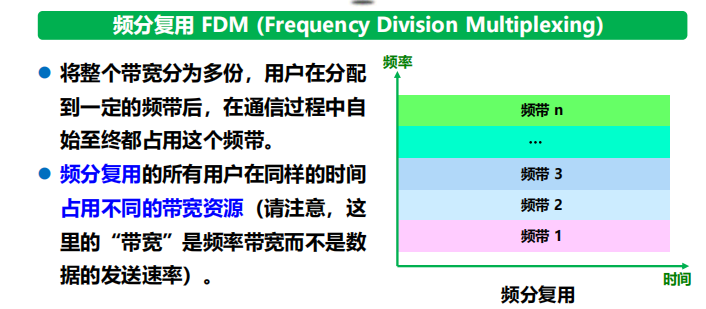 频分复用 FDM (Frequency Division Multiplexing)
将整个带宽分为多份，用户在分配
到一定的频带后，在通信过程中自
始至终都占用这个频带。
频分复用的所有用户在同样的时间
占用不同的带宽资源（请注意，这
里的“带宽”是频率带宽而不是数
据的发送速率）。
频率
频带 n
…
频带 3
频带 2
频带 1
时间
频分复用